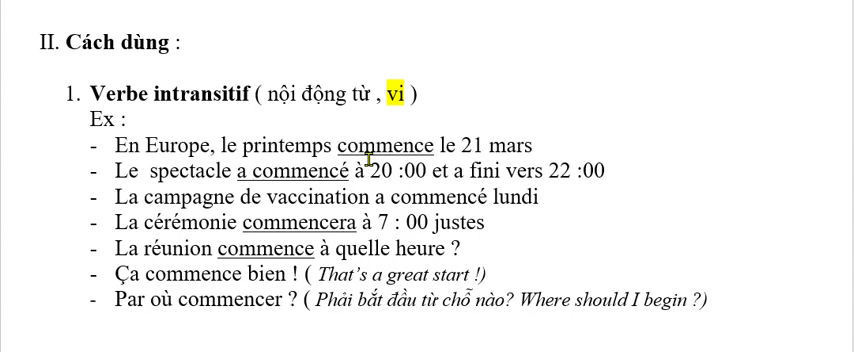 II. Cách dùng :
1. Verbe intransitif ( nội động từ , vi )
Ex :
- En Europe, le printemps commence le 21 mars
- Le spectacle a commencé à 20 :00 et a fini vers 22 :00
- La campagne de vaccination a commencé lundi
- La cérémonie commencera à 7 : 00 justes
- La réunion commence à quelle heure ?
- Ça commence bien ! ( That’s a great start !)
- Par où commencer ? ( Phải bắt đầu từ chỗ nào? Where should I begin ?)